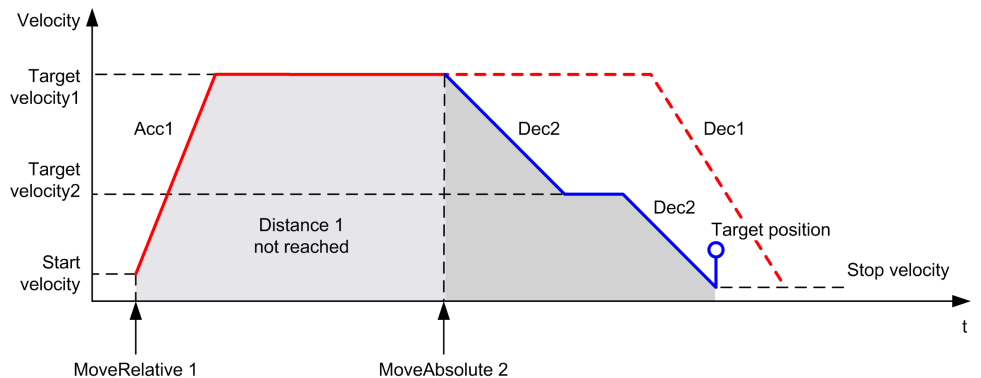 Velocity
Target
velocity1
Acc1
Dec2
Dec1
Target
velocity2
Dec2
Distance 1
not reached
Target position
Start
velocity
Stop velocity
t
MoveRelative 1
MoveAbsolute 2